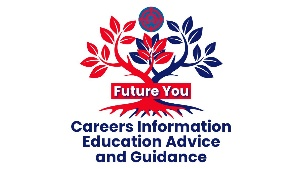 Future You
Careers Information
Education Advice
and Guidance